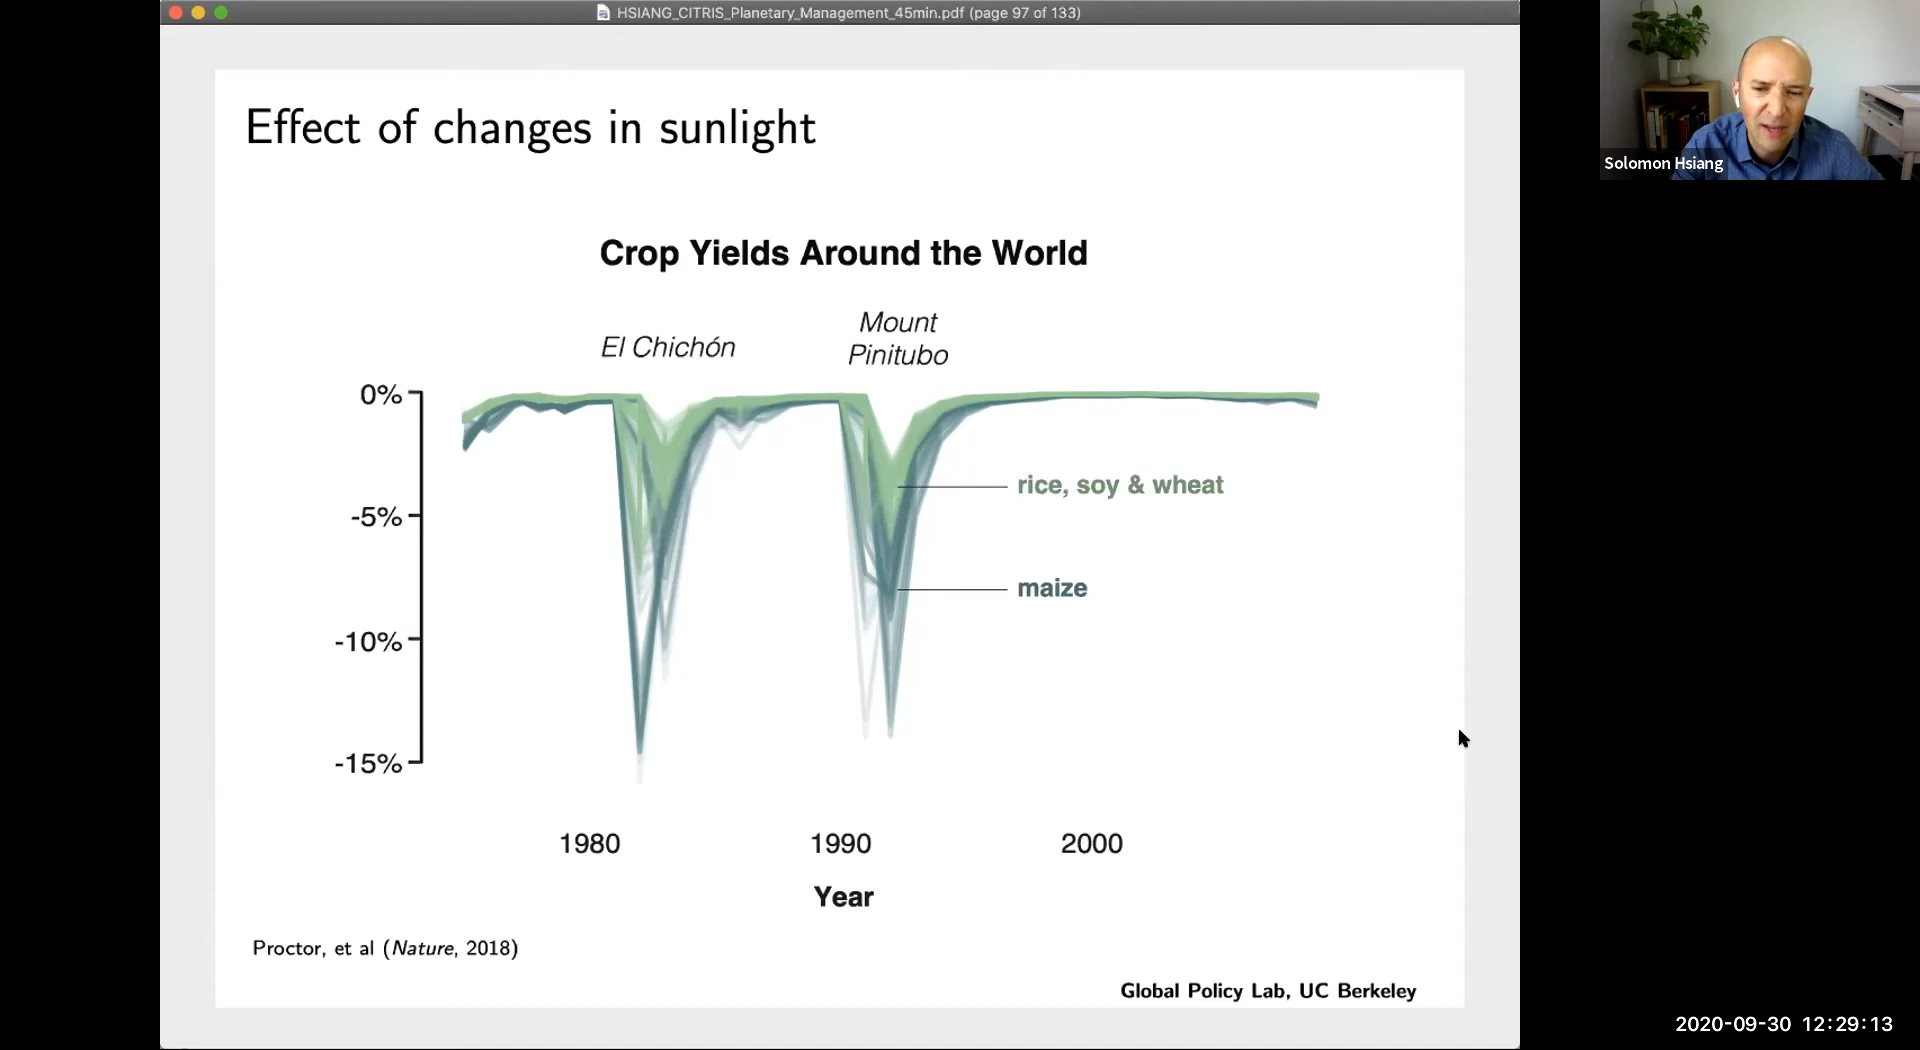 HSIANG_CITRIS_Planetary_Management_45min.pdf (page 97 of 133)
Effect of changes in sunlight
Crop Yields Around the World
El Chichón
Mount
Pinitubo
0%
-5%
-10%
-15%
rice, soy & wheat
maize
1980
1990
2000
Year
Proctor, et al (Nature, 2018)
Global Policy Lab, UC Berkeley
Solomon Hsiang
2020-09-30 12:29:13